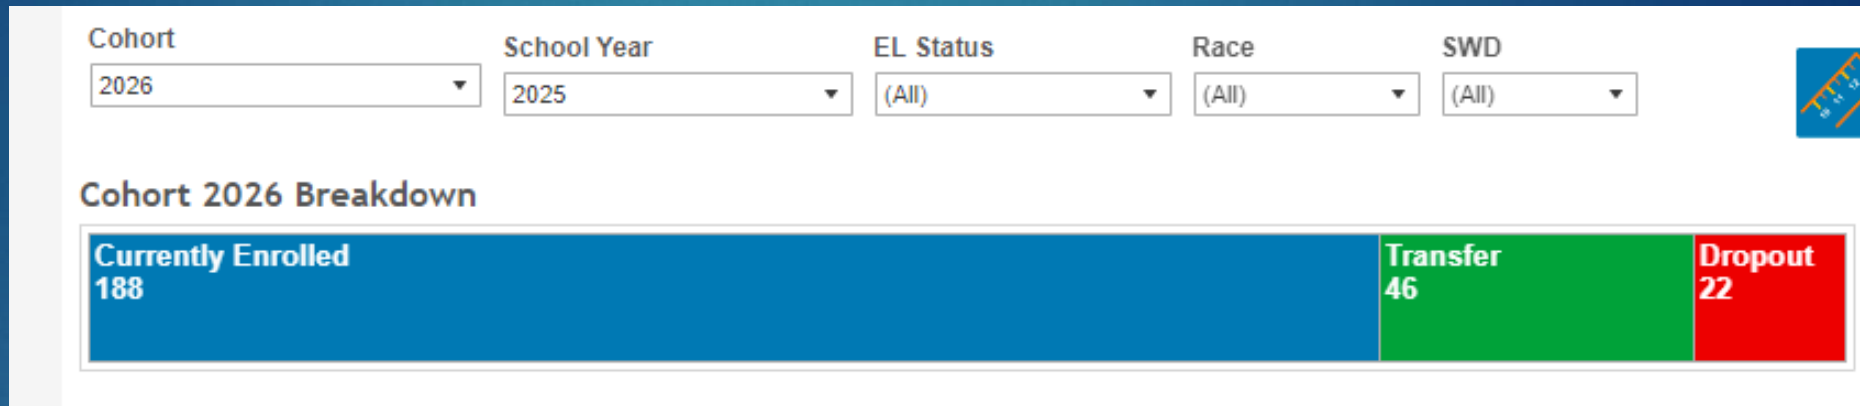 Cohort
2026
School Year
2025
EL Status
(All)
Race
(All)
SWD
(All)
Cohort 2026 Breakdown
Currently Enrolled
188
Transfer
46
Dropout
22